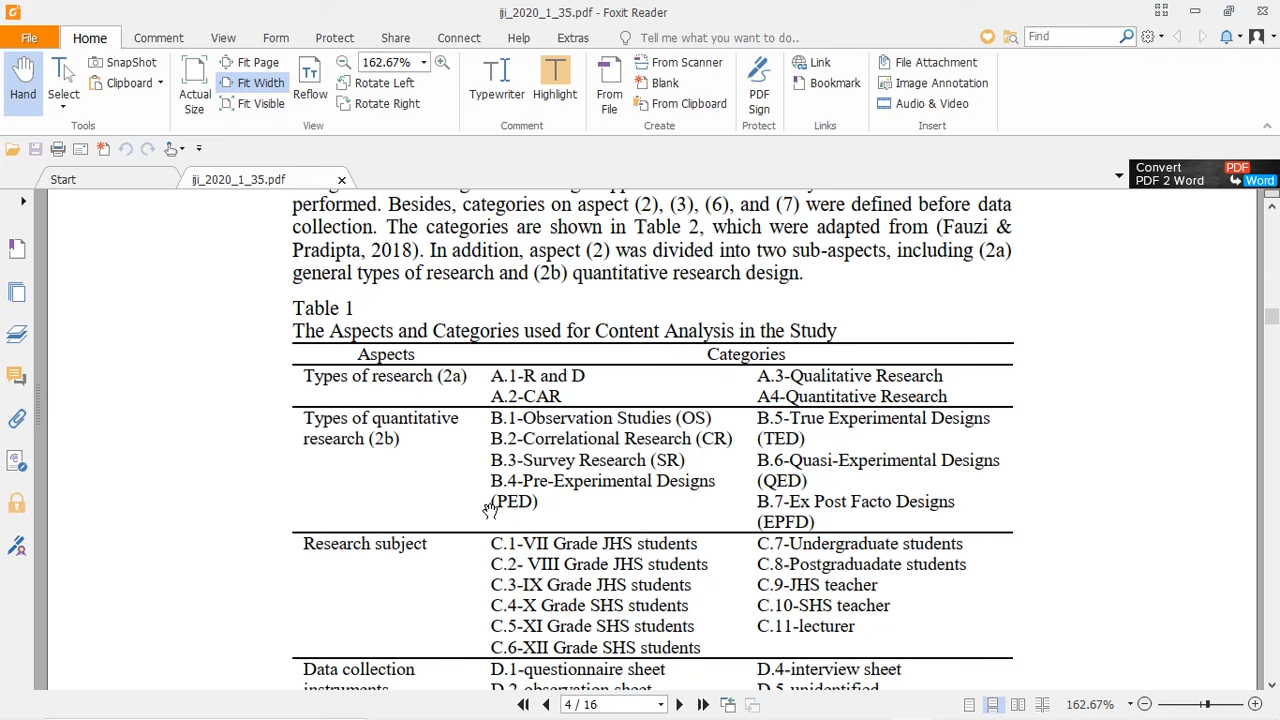 iji_2020_1_35.pdf - Foxit Reader
File Home Comment View Form Protect Share Connect Help Extras Tell me what you want to do.. Find
Hand
Select
SnapShot
Clipboard
Tools
Actual Size
Fit Page
Fit Width
Fit Visible
Reflow
162.67%
Rotate Left
Rotate Right
View
Typewriter
Highlight
Comment
From File
From Scanner
Blank
From Clipboard
Create
PDF Sign
Protect
Link
Bookmark
Links
File Attachment
Image Annotation
Audio & Video
Insert
Start
iji_2020_1_35.pdf
Convert PDF
PDF 2 Word Word
performed. Besides, categories on aspect (2), (3), (6), and (7) were defined before data
collection. The categories are shown in Table 2, which were adapted from (Fauzi &
Pradipta, 2018). In addition, aspect (2) was divided into two sub-aspects, including (2a)
general types of research and (2b) quantitative research design.
Table 1
The Aspects and Categories used for Content Analysis in the Study
Aspects Categories
Types of research (2a) A.1-R and D A.3-Qualitative Research
A.2-CAR A4-Quantitative Research
Types of quantitative B.1-Observation Studies (OS) B.5-True Experimental Designs
research (2b) B.2-Correlational Research (CR) (TED)
B.3-Survey Research (SR) B.6-Quasi-Experimental Designs
B.4-Pre-Experimental Designs (QED)
(PED) B.7-Ex Post Facto Designs
(EPFD)
Research subject C.1-VII Grade JHS students C.7-Undergraduate students
C.2- VIII Grade JHS students C.8-Postgraduadate students
C.3-IX Grade JHS students C.9-JHS teacher
C.4-X Grade SHS students C.10-SHS teacher
C.5-XI Grade SHS students C.11-lecturer
C.6-XII Grade SHS students
Data collection D.1-questionnaire sheet D.4-interview sheet
instruments D.2-observation sheet D.5-unidentified
4 / 16
162.67%